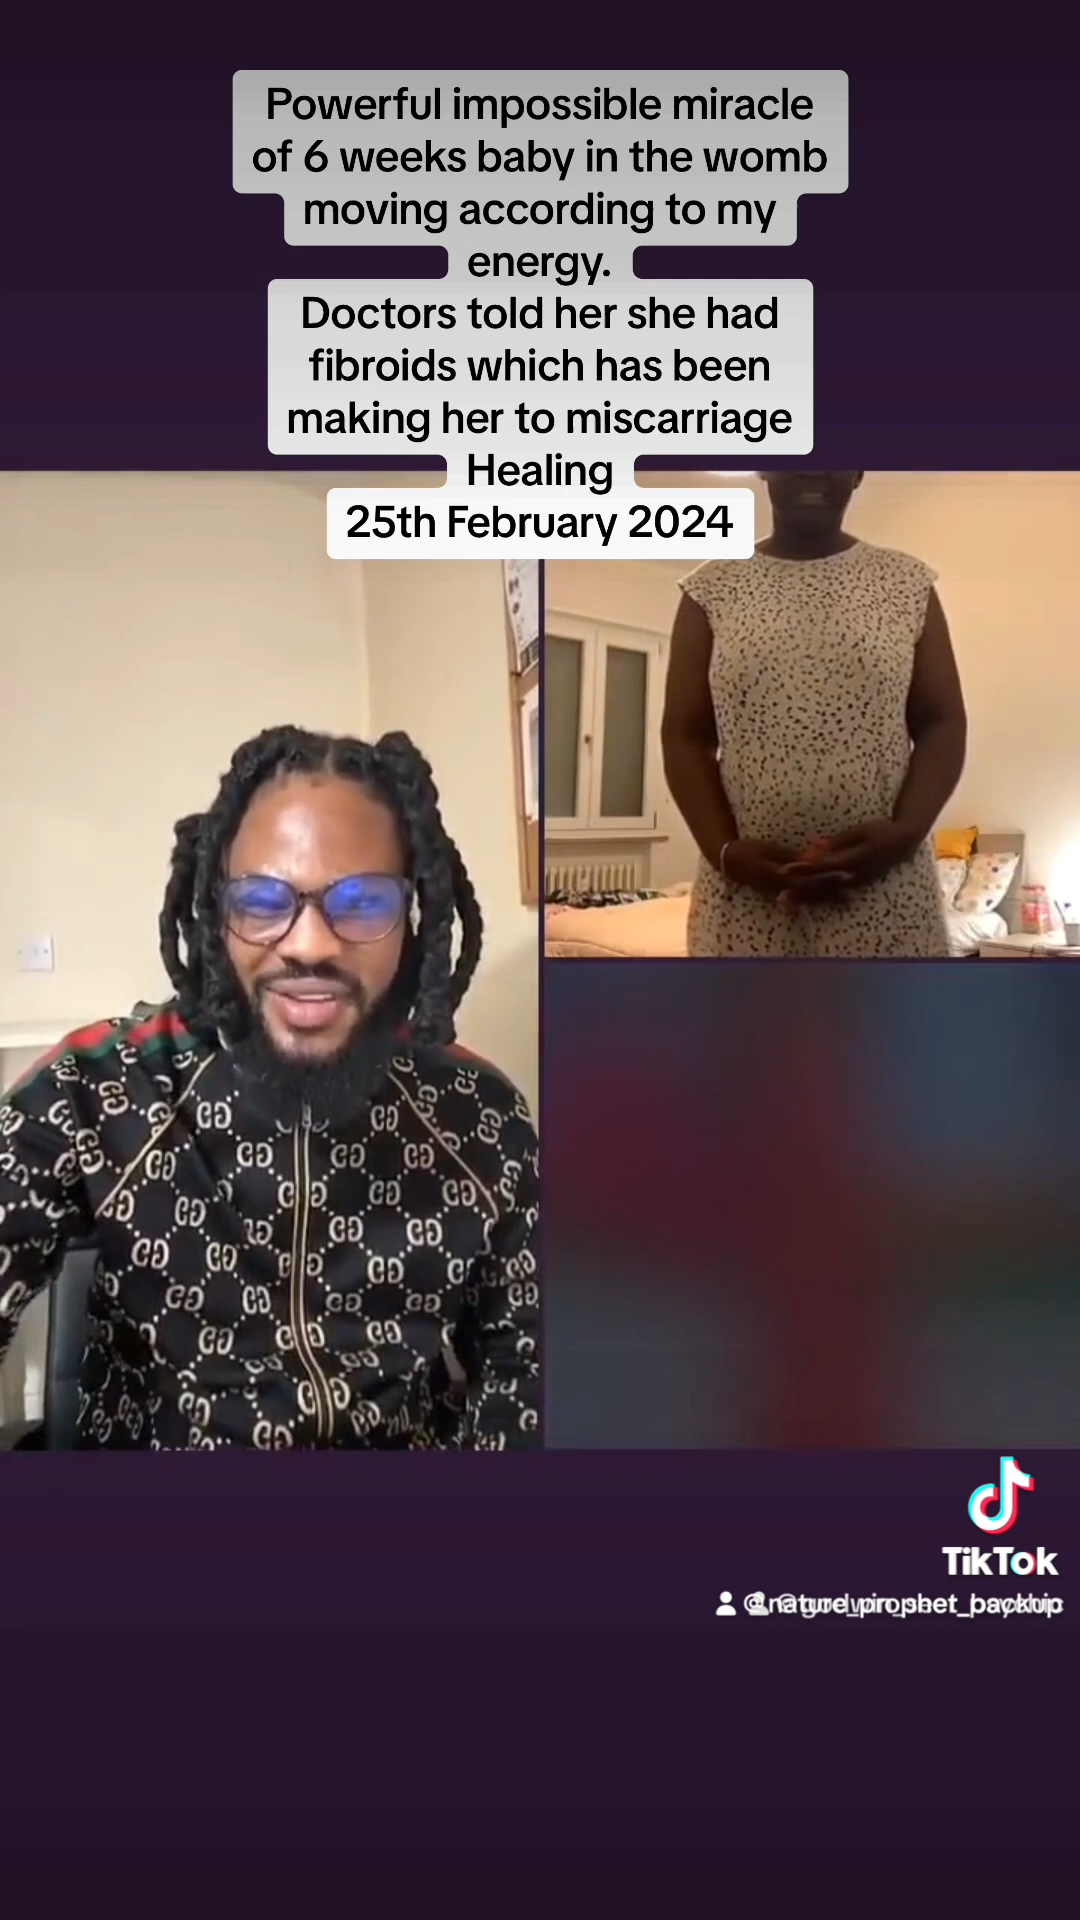 Powerful impossible miracle
of 6 weeks baby in the womb
moving according to my
energy.
Doctors told her she had
fibroids which has been
making her to miscarriage
Healing
25th February 2024
TikTok